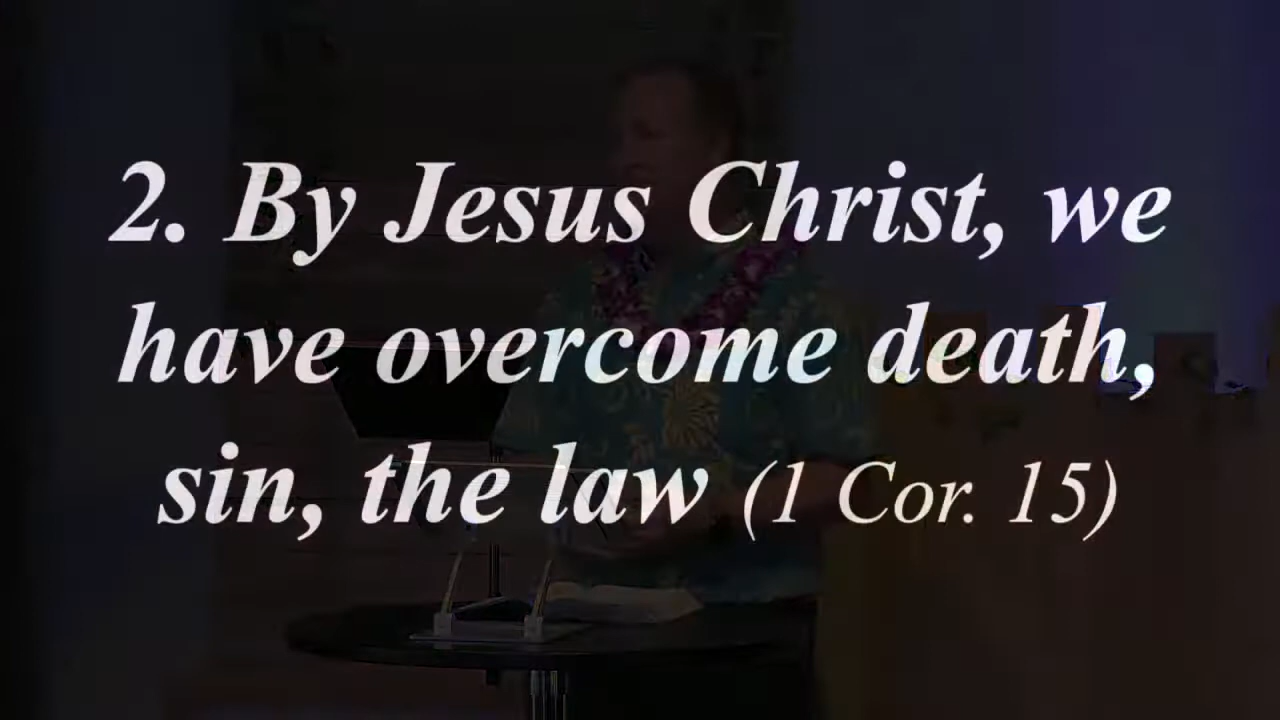 2. By Jesus Christ, we
have overcome death,
sin, the law (1 Cor. 15)